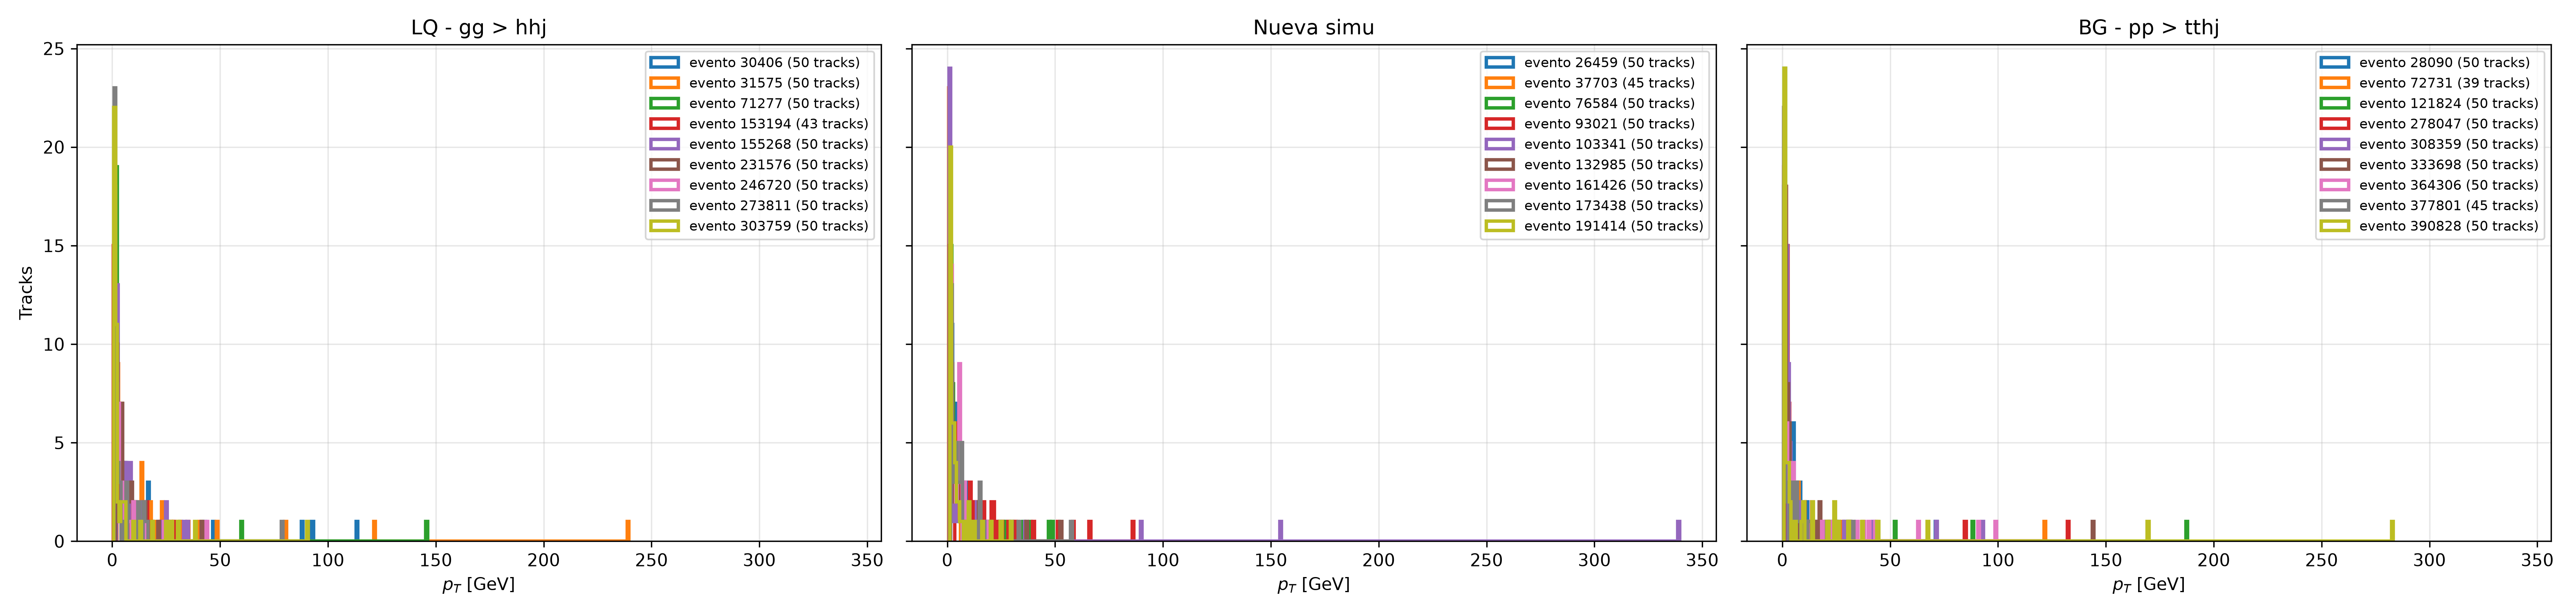 LQ - gg > hhj
25
20
15
10
5
0
Tracks
0 50 100 150 200 250 300 350
p_T [GeV]
evento 30406 (50 tracks)
evento 31575 (50 tracks)
evento 71277 (50 tracks)
evento 153194 (43 tracks)
evento 155268 (50 tracks)
evento 231576 (50 tracks)
evento 246720 (50 tracks)
evento 273811 (50 tracks)
evento 303759 (50 tracks)
Nueva simu
evento 26459 (50 tracks)
evento 37703 (45 tracks)
evento 76584 (50 tracks)
evento 93021 (50 tracks)
evento 103341 (50 tracks)
evento 132985 (50 tracks)
evento 161426 (50 tracks)
evento 173438 (50 tracks)
evento 191414 (50 tracks)
0 50 100 150 200 250 300 350
p_T [GeV]
BG - pp > tthj
evento 28090 (50 tracks)
evento 72731 (39 tracks)
evento 121824 (50 tracks)
evento 278047 (50 tracks)
evento 308359 (50 tracks)
evento 333698 (50 tracks)
evento 364306 (50 tracks)
evento 377801 (45 tracks)
evento 390828 (50 tracks)
0 50 100 150 200 250 300 350
p_T [GeV]